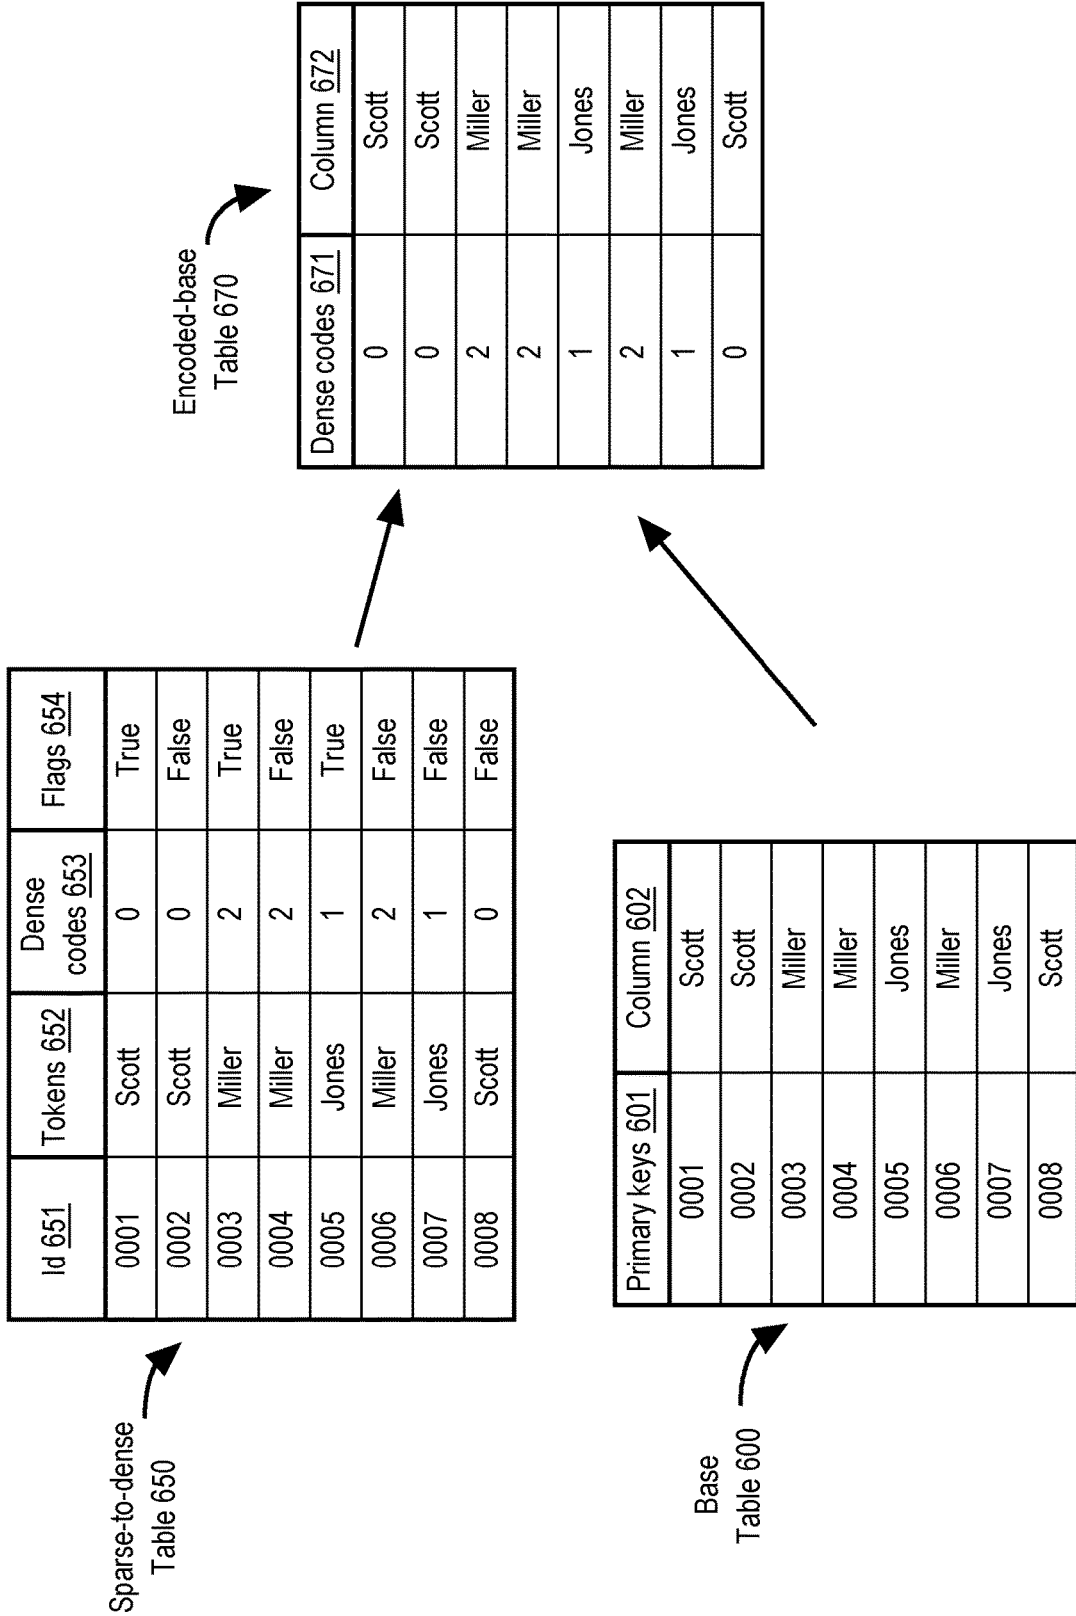 Sparse-to-dense
Table 650
Id 651 Tokens 652 Dense codes 653 Flags 654
0001 Scott 0 True
0002 Scott 0 False
0003 Miller 2 True
0004 Miller 2 False
0005 Jones 1 True
0006 Miller 2 False
0007 Jones 1 False
0008 Scott 0 False
Base
Table 600
Primary keys 601 Column 602
0001 Scott
0002 Scott
0003 Miller
0004 Miller
0005 Jones
0006 Miller
0007 Jones
0008 Scott
Encoded-base
Table 670
Dense codes 671 Column 672
0 Scott
0 Scott
2 Miller
2 Miller
1 Jones
2 Miller
1 Jones
0 Scott